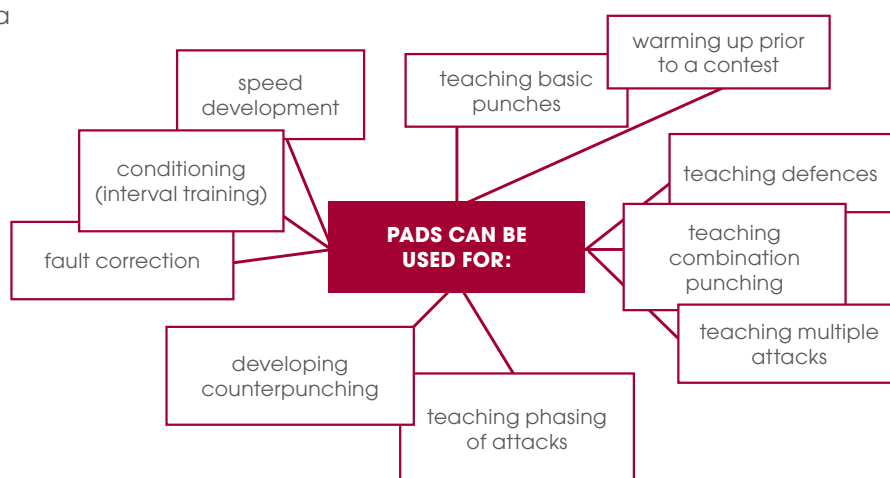 a
warming up prior
to a contest
speed
development
teaching basic
punches
conditioning
(interval training)
teaching defences
fault correction
PADS CAN BE
USED FOR:
teaching
combination
punching
teaching multiple
attacks
developing
counterpunching
teaching phasing
of attacks